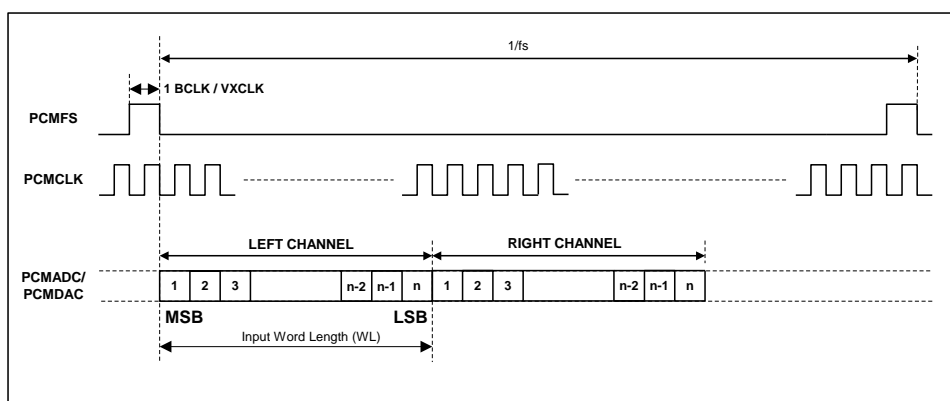 1/fs
1 BCLK / VXCLK
PCMFS
PCMCLK
LEFT CHANNEL
RIGHT CHANNEL
PCMADC/
PCMDAC
1 2 3 n-2 n-1 n 1 2 3 n-2 n-1 n
MSB LSB
Input Word Length (WL)